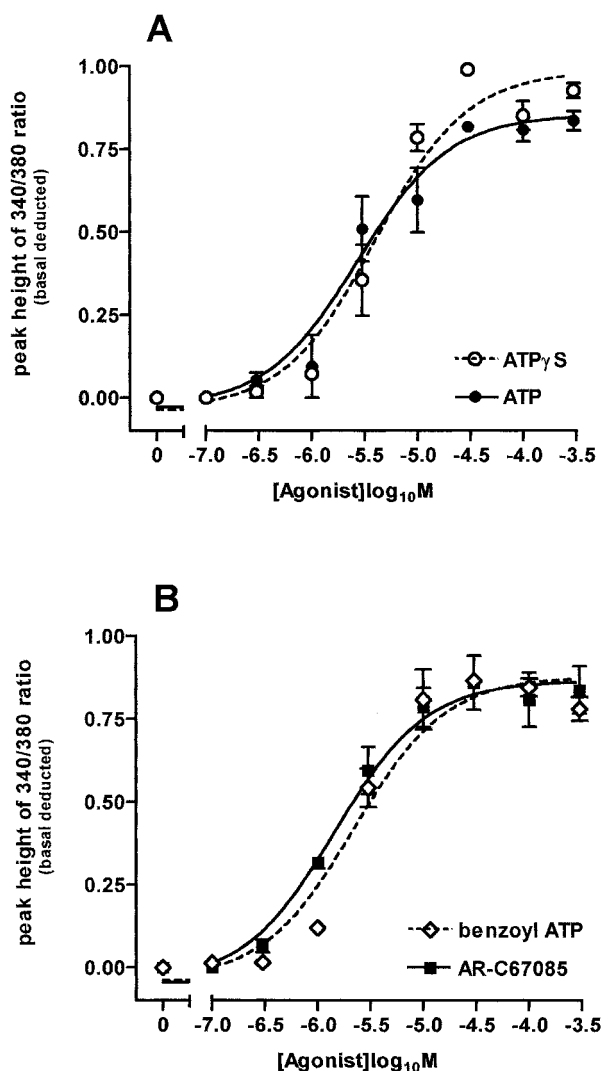 A
peak height of 340/380 ratio
(basal deducted)
1.00
0.75
0.50
0.25
0.00
ATPγS
ATP
0 -7.0 -6.5 -6.0 -5.5 -5.0 -4.5 -4.0 -3.5
[Agonist]log₁₀M
B
peak height of 340/380 ratio
(basal deducted)
1.00
0.75
0.50
0.25
0.00
benzoyl ATP
AR-C67085
0 -7.0 -6.5 -6.0 -5.5 -5.0 -4.5 -4.0 -3.5
[Agonist]log₁₀M